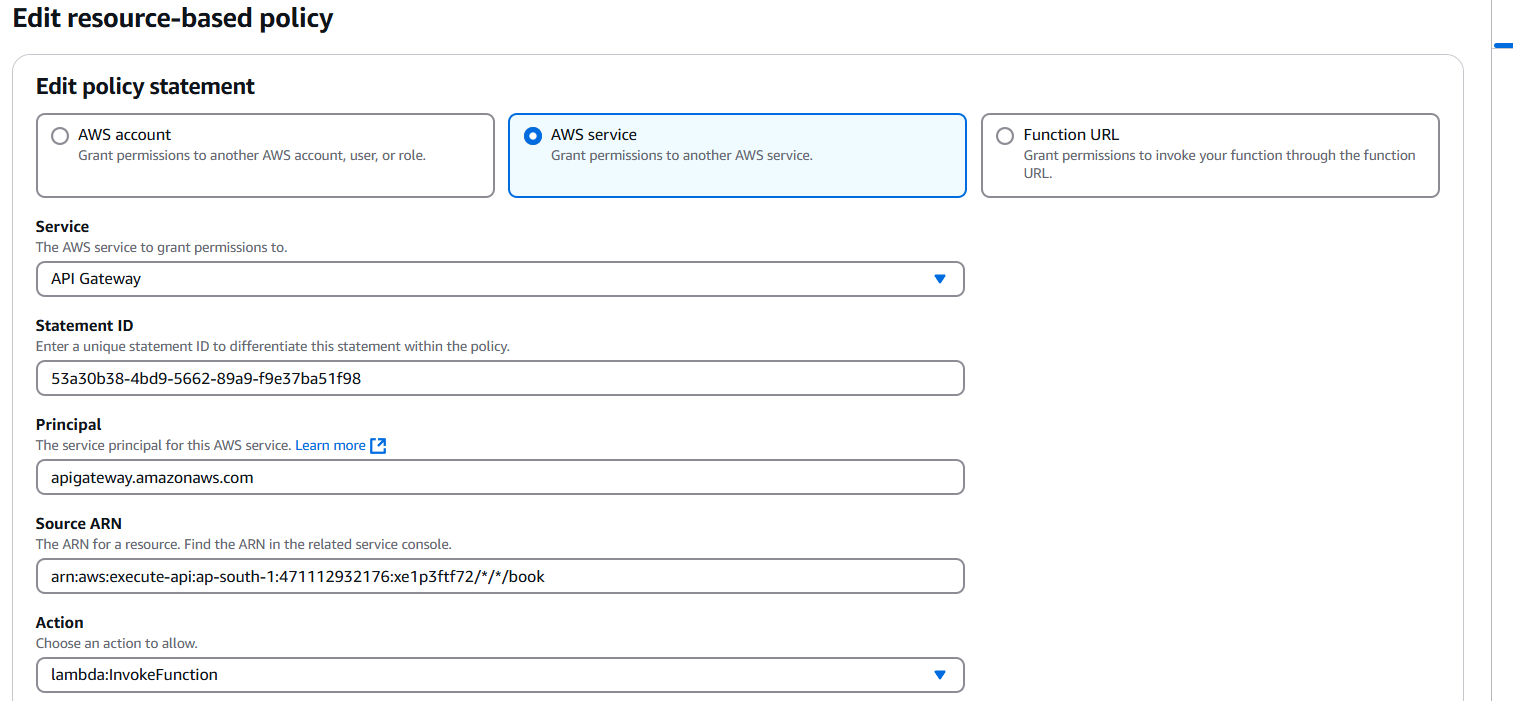 Edit resource-based policy
Edit policy statement
AWS account
Grant permissions to another AWS account, user, or role.
AWS service
Grant permissions to another AWS service.
Function URL
Grant permissions to invoke your function through the function
URL.
Service
The AWS service to grant permissions to.
API Gateway
Statement ID
Enter a unique statement ID to differentiate this statement within the policy.
53a30b38-4bd9-5662-89a9-f9e37ba51f98
Principal
The service principal for this AWS service. Learn more
apigateway.amazonaws.com
Source ARN
The ARN for a resource. Find the ARN in the related service console.
arn:aws:execute-api:ap-south-1:471112932176:xe1p3ftf72/*/*/book
Action
Choose an action to allow.
lambda:InvokeFunction